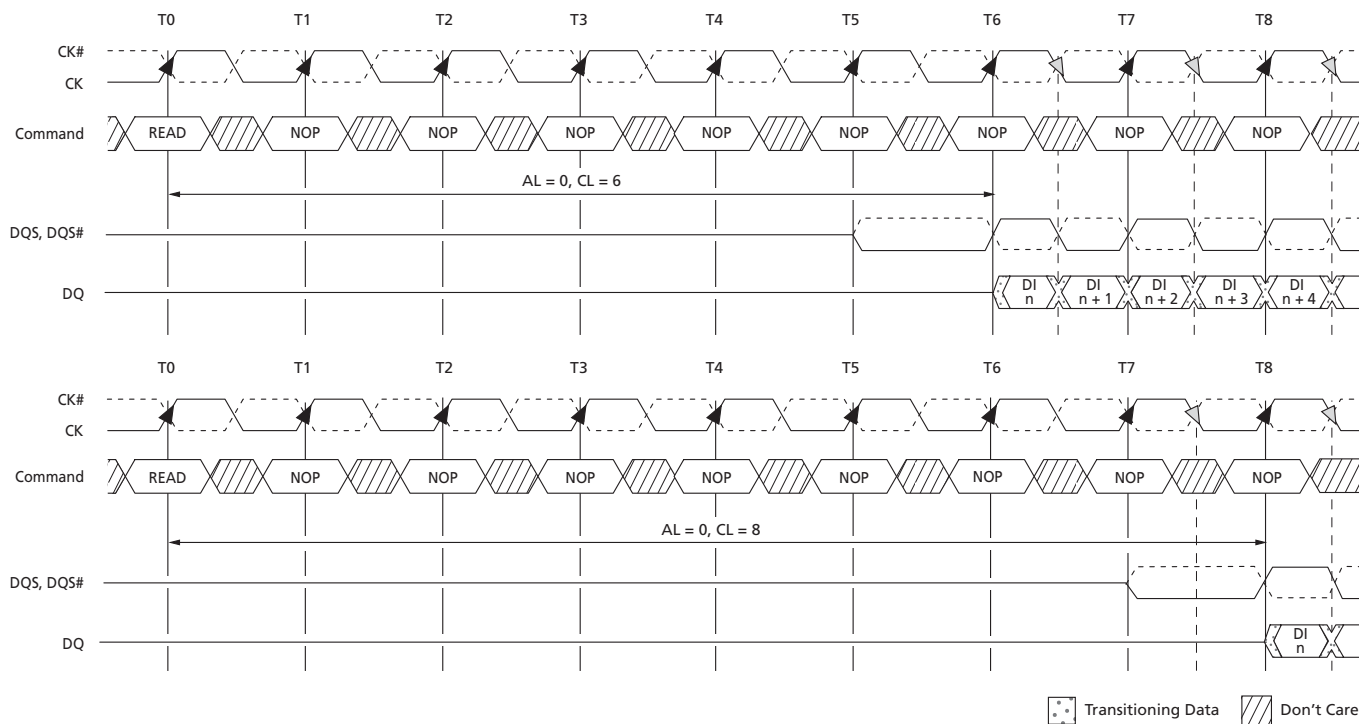 T0 T1 T2 T3 T4 T5 T6 T7 T8
CK#
CK
Command READ NOP NOP NOP NOP NOP NOP NOP NOP
AL = 0, CL = 6
DQS, DQS#
DQ DI n DI n + 1 DI n + 2 DI n + 3 DI n + 4
T0 T1 T2 T3 T4 T5 T6 T7 T8
CK#
CK
Command READ NOP NOP NOP NOP NOP NOP NOP NOP
AL = 0, CL = 8
DQS, DQS#
DQ DI n
Transitioning Data Don't Care